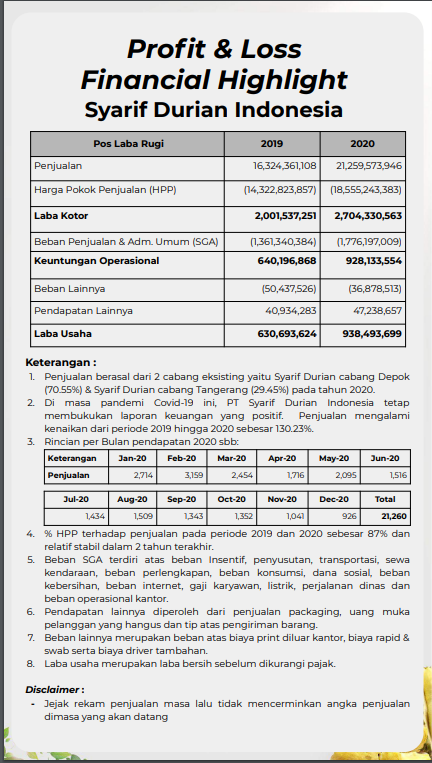 Profit & Loss
Financial Highlight
Syarif Durian Indonesia
Pos Laba Rugi 2019 2020
Penjualan 16,324,361,108 21,259,573,946
Harga Pokok Penjualan (HPP) (14,322,823,857) (18,555,243,383)
Laba Kotor 2,001,537,251 2,704,330,563
Beban Penjualan & Adm. Umum (SGA) (1,361,340,384) (1,776,197,009)
Keuntungan Operasional 640,196,868 928,133,554
Beban Lainnya (50,437,526) (36,878,513)
Pendapatan Lainnya 40,934,283 47,238,657
Laba Usaha 630,693,624 938,493,699
Keterangan :
1. Penjualan berasal dari 2 cabang eksisting yaitu Syarif Durian cabang Depok
(70.55%) & Syarif Durian cabang Tangerang (29.45%) pada tahun 2020.
2. Di masa pandemi Covid-19 ini, PT Syarif Durian Indonesia tetap
membukukan laporan keuangan yang positif. Penjualan mengalami
kenaikan dari periode 2019 hingga 2020 sebesar 130.23%.
3. Rincian per Bulan pendapatan 2020 sbb:
Keterangan Jan-20 Feb-20 Mar-20 Apr-20 May-20 Jun-20
Penjualan 2,714 3,159 2,454 1,716 2,095 1,516
Jul-20 Aug-20 Sep-20 Oct-20 Nov-20 Dec-20 Total
1,434 1,509 1,343 1,352 1,041 926 21,260
4. % HPP terhadap penjualan pada periode 2019 dan 2020 sebesar 87% dan
relatif stabil dalam 2 tahun terakhir.
5. Beban SGA terdiri atas beban Insentif, penyusutan, transportasi, sewa
kendaraan, beban perlengkapan, beban konsumsi, dana sosial, beban
kebersihan, beban internet, gaji karyawan, listrik, perjalanan dinas dan
beban operasional kantor.
6. Pendapatan lainnya diperoleh dari penjualan packaging, uang muka
pelanggan yang hangus dan tip atas pengiriman barang.
7. Beban lainnya merupakan beban atas biaya print diluar kantor, biaya rapid &
swab serta biaya driver tambahan.
8. Laba usaha merupakan laba bersih sebelum dikurangi pajak.
Disclaimer :
- Jejak rekam penjualan masa lalu tidak mencerminkan angka penjualan
dimasa yang akan datang